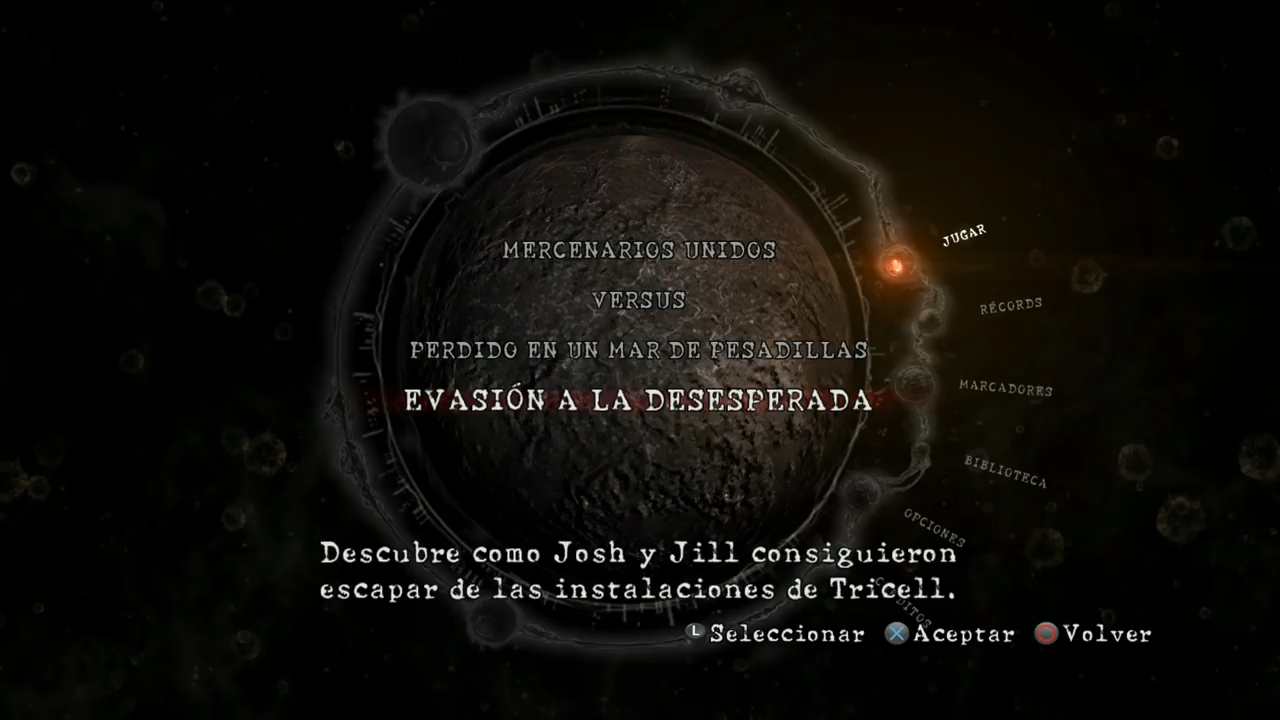 MERCENARIOS UNIDOS
VERSUS
PERDIDO EN UN MAR DE PESADILLAS
EVASIÓN A LA DESESPERADA
JUGAR
RÉCORDS
MARCADORES
BIBLIOTECA
OPCIONES
Descubre como Josh y Jill consiguieron
escapar de las instalaciones de Tricell.
L Seleccionar Aceptar Volver